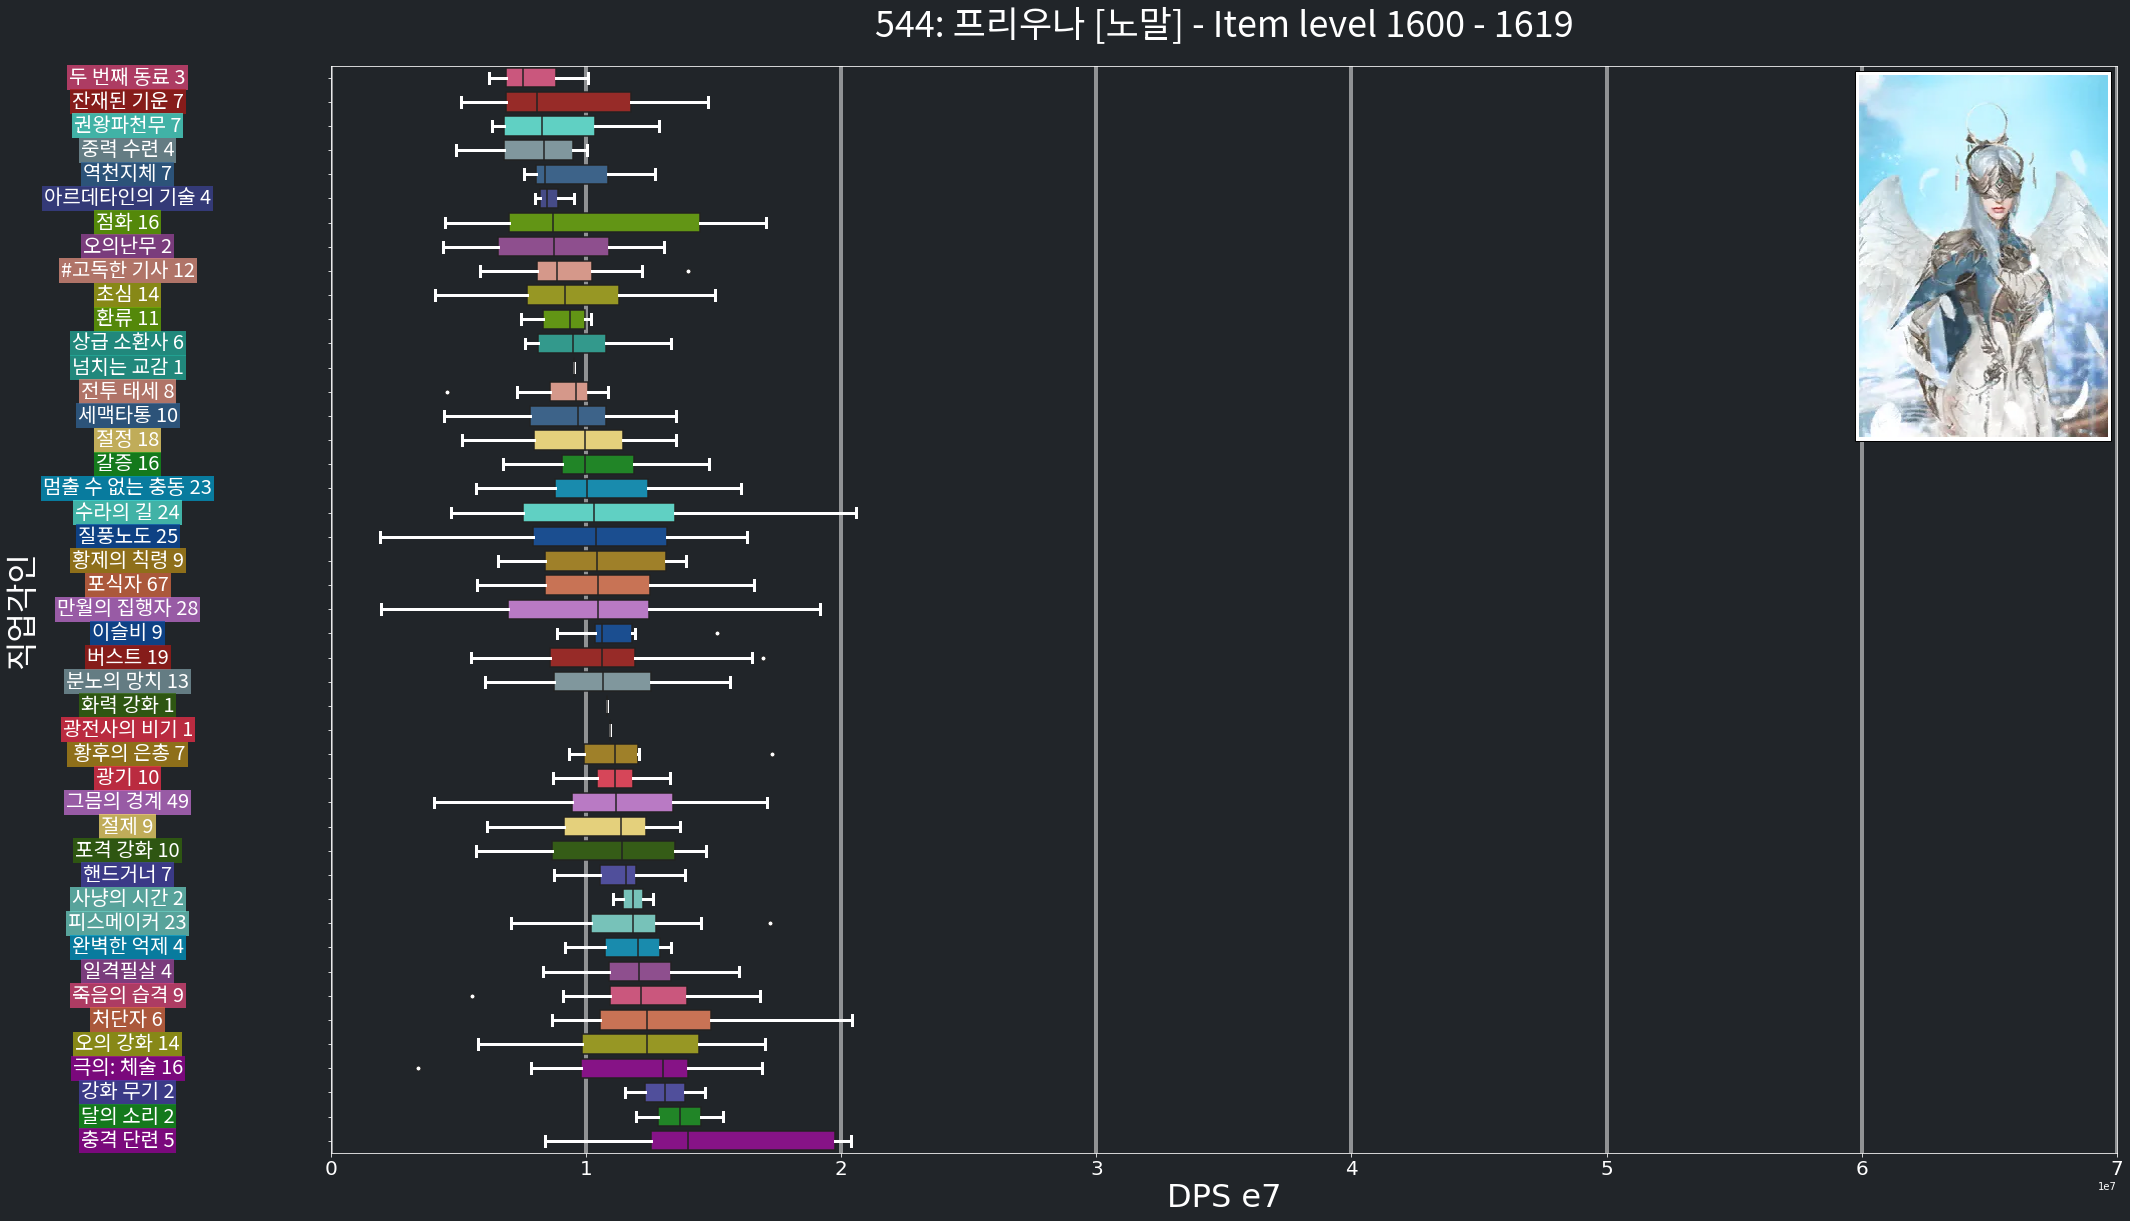 544: 프리우나 [노말] - Item level 1600 - 1619
직업각인
두 번째 동료 3
잔재된 기운 7
권왕파천무 7
중력 수련 4
역천지체 7
아르데타인의 기술 4
점화 16
오의난무 2
#고독한 기사 12
초심 14
환류 11
상급 소환사 6
넘치는 교감 1
전투 태세 8
세맥타통 10
절정 18
갈증 16
멈출 수 없는 충동 23
수라의 길 24
질풍노도 25
황제의 칙령 9
포식자 67
만월의 집행자 28
이슬비 9
버스트 19
분노의 망치 13
화력 강화 1
광전사의 비기 1
황후의 은총 7
광기 10
그믐의 경계 49
절제 9
포격 강화 10
핸드거너 7
사냥의 시간 2
피스메이커 23
완벽한 억제 4
일격필살 4
죽음의 습격 9
처단자 6
오의 강화 14
극의: 체술 16
강화 무기 2
달의 소리 2
충격 단련 5
0 1 2 3 4 5 6 7
1e7
DPS e7